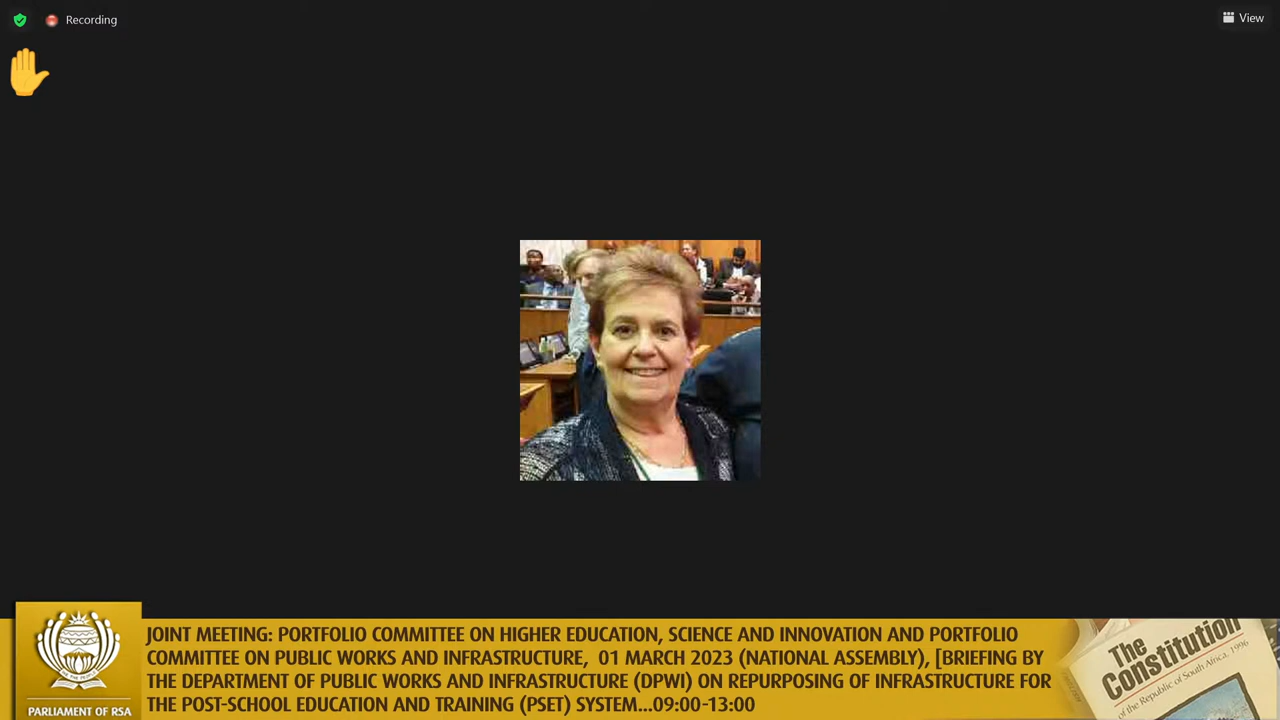 Recording
View
JOINT MEETING: PORTFOLIO COMMITTEE ON HIGHER EDUCATION, SCIENCE AND INNOVATION AND PORTFOLIO
COMMITTEE ON PUBLIC WORKS AND INFRASTRUCTURE, 01 MARCH 2023 (NATIONAL ASSEMBLY), [BRIEFING BY
THE DEPARTMENT OF PUBLIC WORKS AND INFRASTRUCTURE (DPWI) ON REPURPOSING OF INFRASTRUCTURE FOR
THE POST-SCHOOL EDUCATION AND TRAINING (PSET) SYSTEM...09:00-13:00
PARLIAMENT OF RSA
The
Constitution
of the Republic of South Africa, 1996